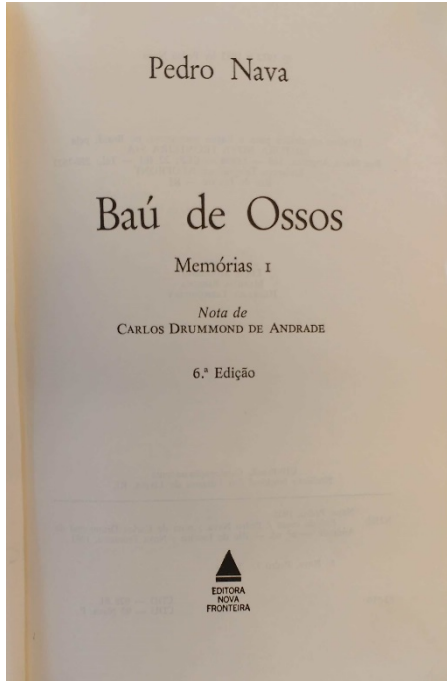 Pedro Nava
Baú de Ossos
Memórias I
Nota de
CARLOS DRUMMOND DE ANDRADE
6.ª Edição
EDITORA
NOVA
FRONTEIRA